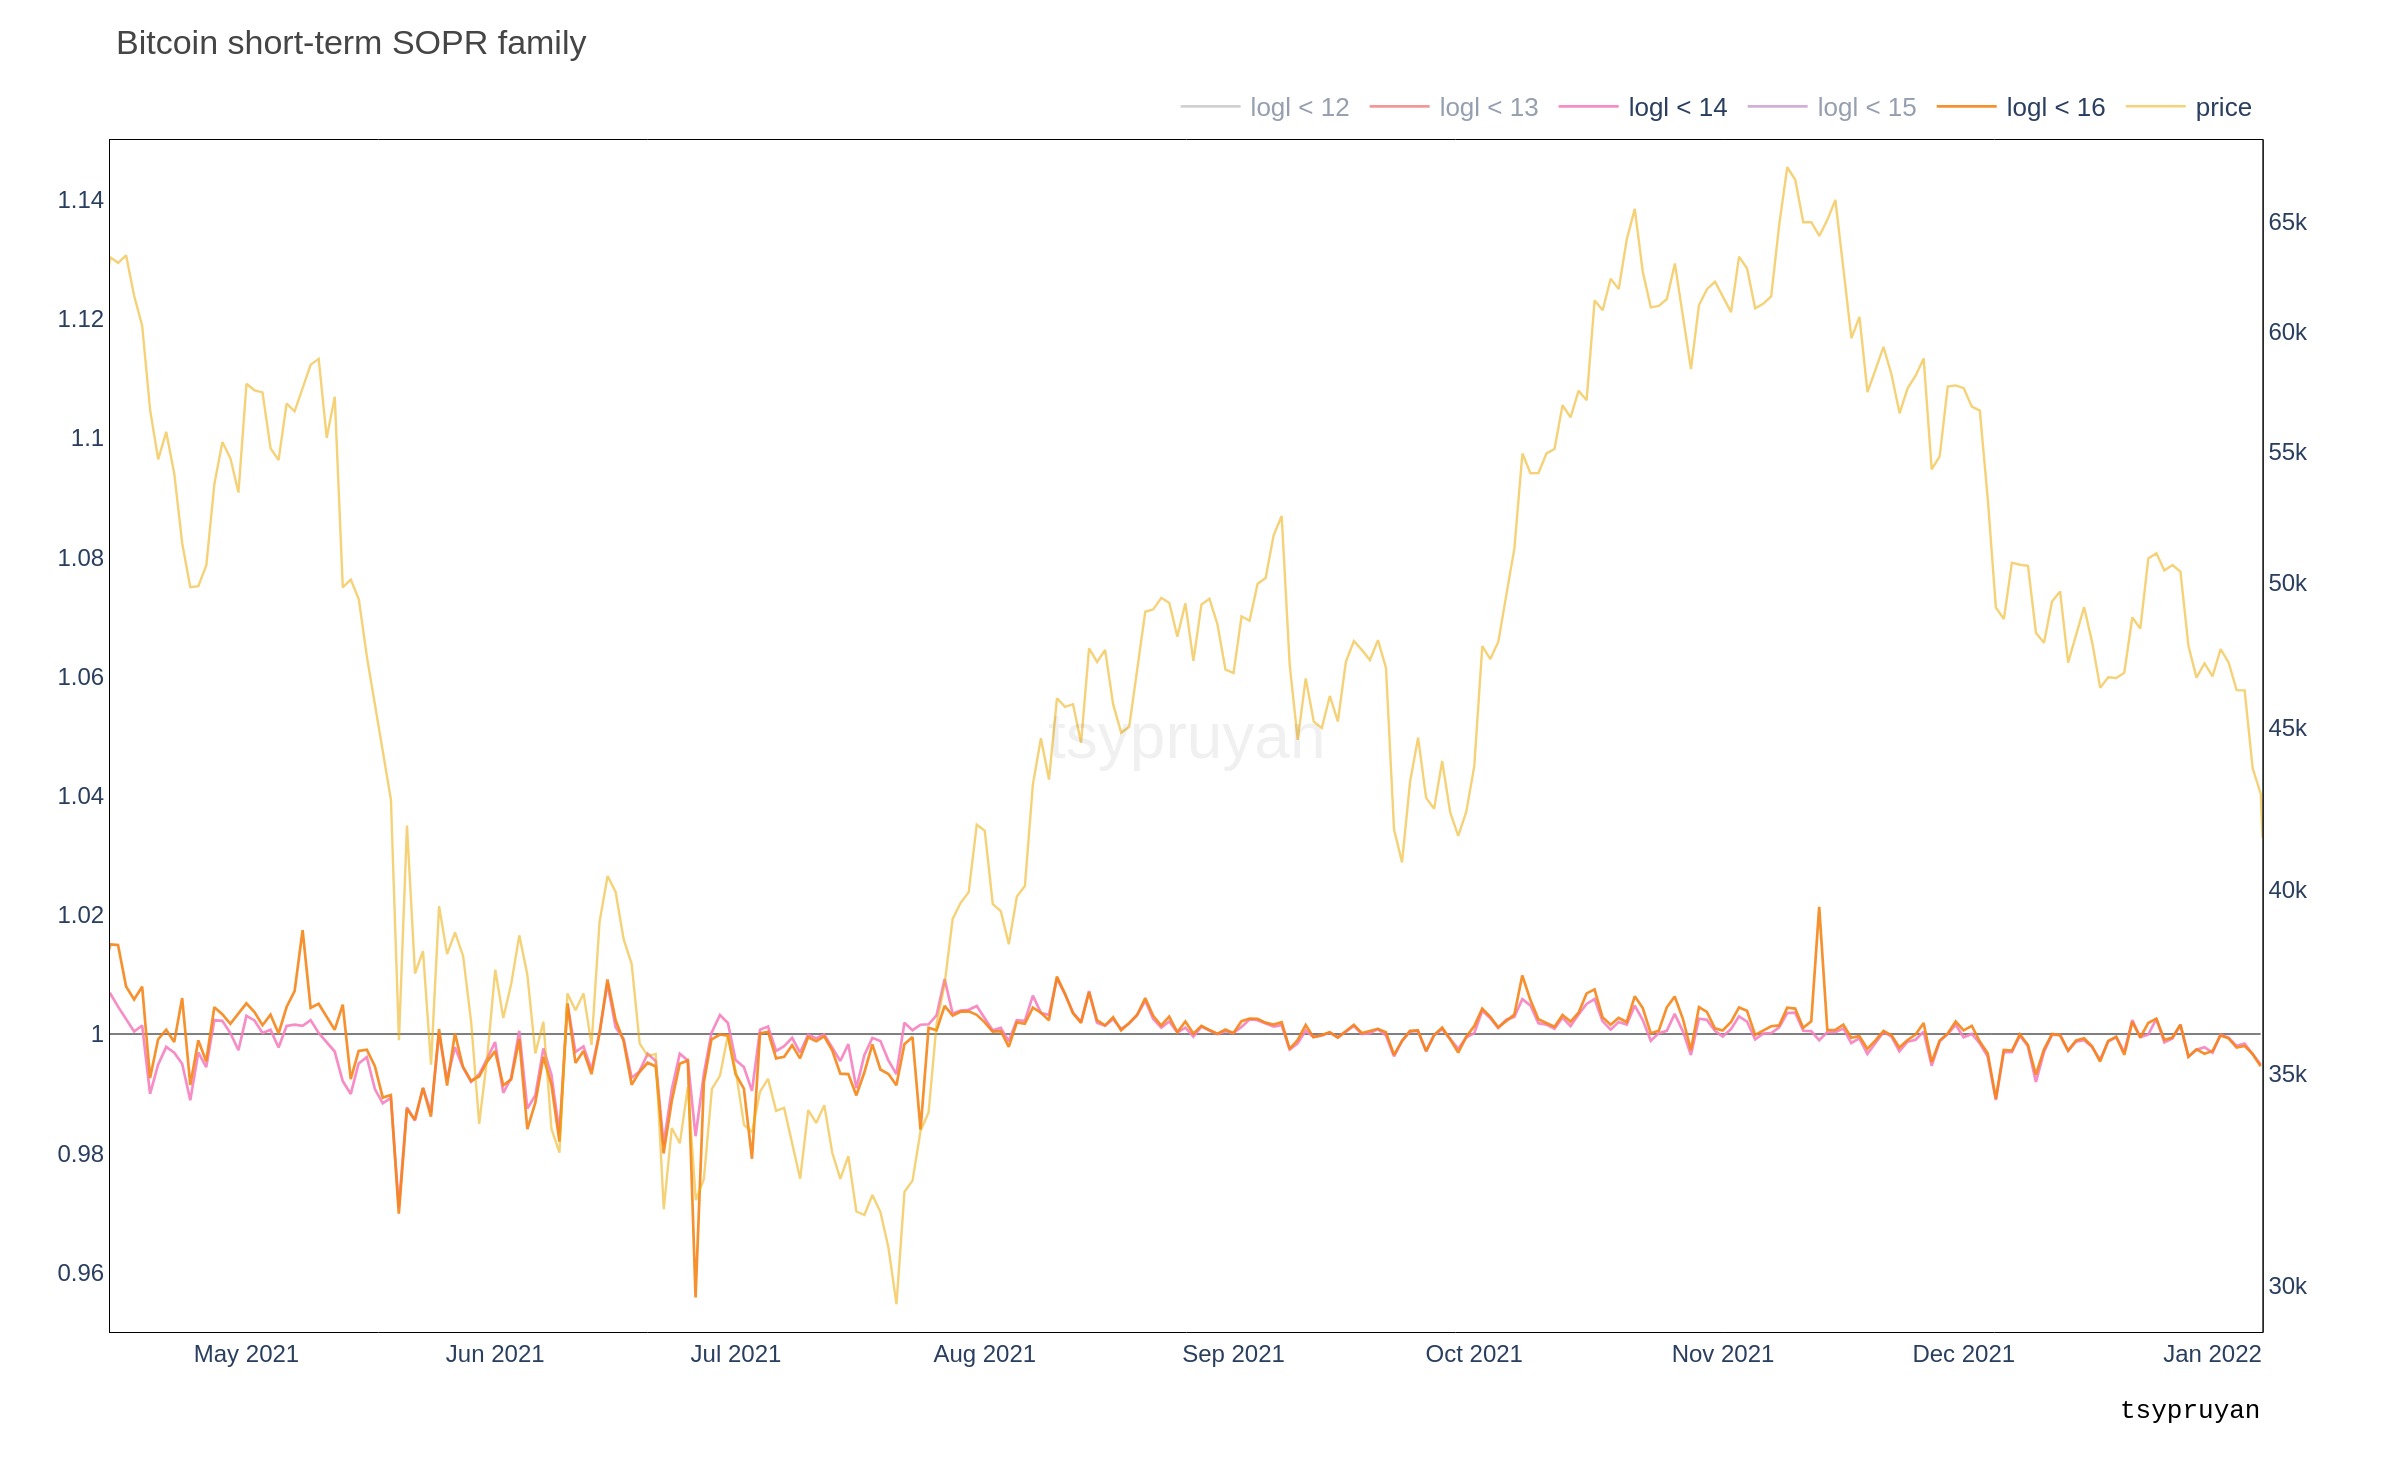 Bitcoin short-term SOPR family
logl < 12 logl < 13 logl < 14 logl < 15 logl < 16 price
1.14
65k
1.12
60k
1.1
55k
1.08
50k
1.06
tsypruyan
45k
1.04
40k
1.02
1
35k
0.98
0.96
30k
May 2021 Jun 2021 Jul 2021 Aug 2021 Sep 2021 Oct 2021 Nov 2021 Dec 2021 Jan 2022
tsypruyan